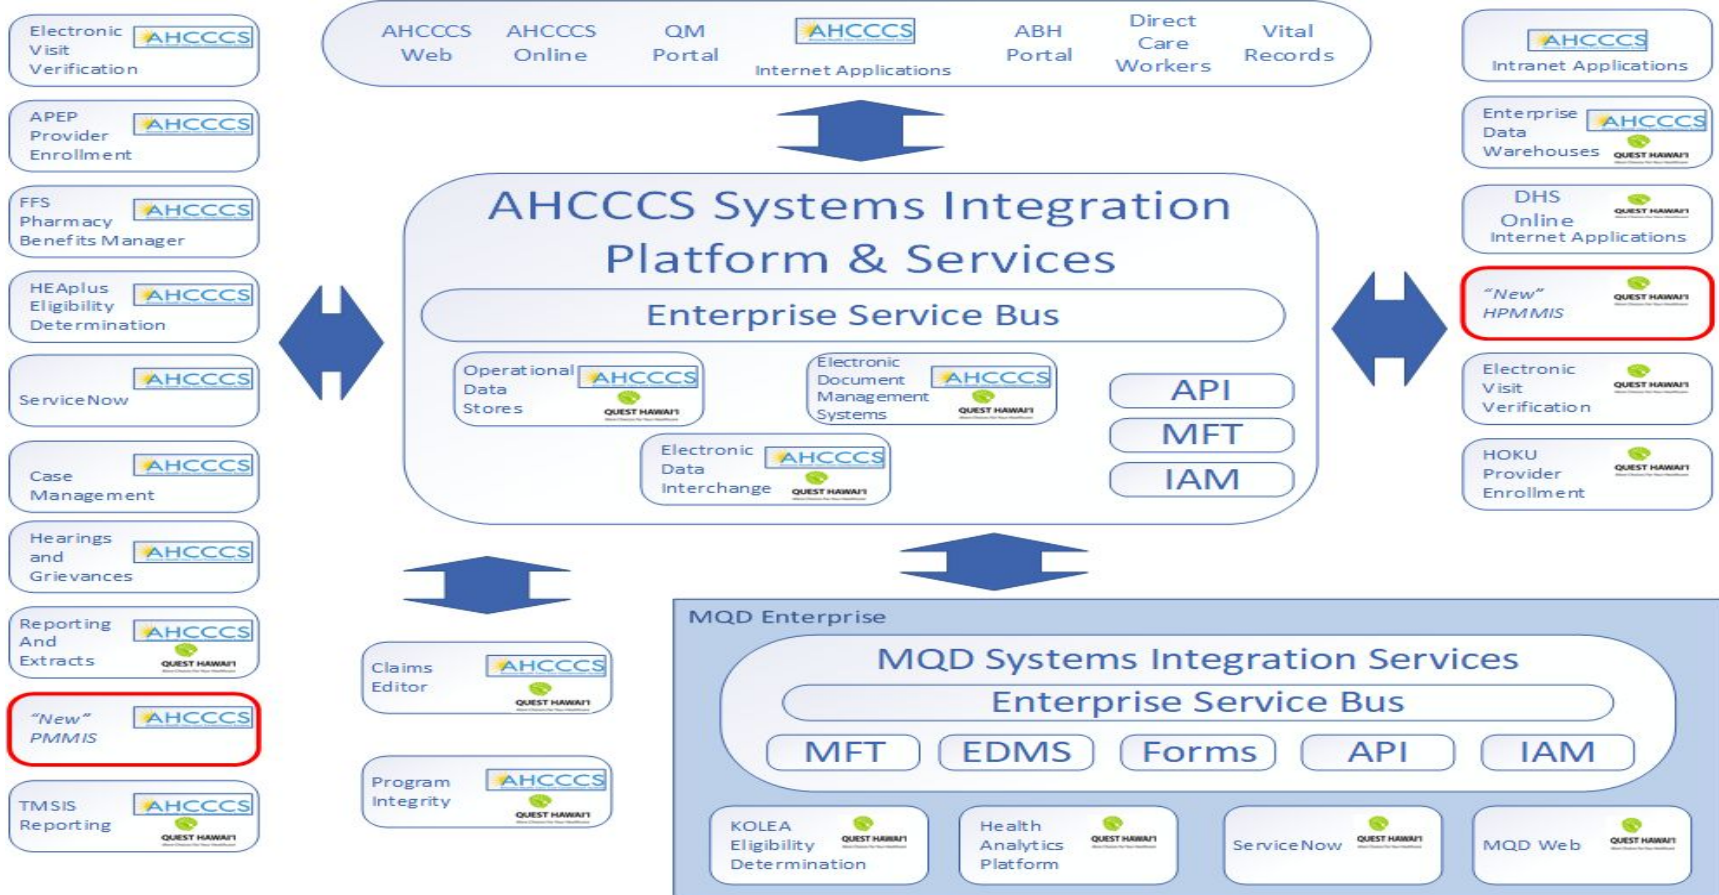 Electronic
Visit
Verification
AHCCCS
APEP
Provider
Enrollment
AHCCCS
FFS
Pharmacy
Benefits Manager
AHCCCS
HEAplus
Eligibility
Determination
AHCCCS
ServiceNow
AHCCCS
Case
Management
AHCCCS
Hearings
and
Grievances
AHCCCS
Reporting
And
Extracts
AHCCCS
QUEST HAWAI'I
"New"
PMMIS
AHCCCS
TMSIS
Reporting
AHCCCS
QUEST HAWAI'I
AHCCCS
Web
AHCCCS
Online
QM
Portal
AHCCCS
Internet Applications
ABH
Portal
Direct
Care
Workers
Vital
Records
AHCCCS Systems Integration
Platform & Services
Enterprise Service Bus
Operational
Data
Stores
AHCCCS
QUEST HAWAI'I
Electronic
Document
Management
Systems
AHCCCS
QUEST HAWAI'I
Electronic
Data
Interchange
AHCCCS
QUEST HAWAI'I
API
MFT
IAM
Claims
Editor
AHCCCS
QUEST HAWAI'I
Program
Integrity
AHCCCS
QUEST HAWAI'I
AHCCCS
Intranet Applications
Enterprise
Data
Warehouses
AHCCCS
QUEST HAWAI'I
DHS
Online
Internet Applications
QUEST HAWAI'I
"New"
HPMMIS
QUEST HAWAI'I
Electronic
Visit
Verification
QUEST HAWAI'I
HOKU
Provider
Enrollment
QUEST HAWAI'I
MQD Enterprise
MQD Systems Integration Services
Enterprise Service Bus
MFT
EDMS
Forms
API
IAM
KOLEA
Eligibility
Determination
QUEST HAWAI'I
Health
Analytics
Platform
QUEST HAWAI'I
ServiceNow
QUEST HAWAI'I
MQD Web
QUEST HAWAI'I